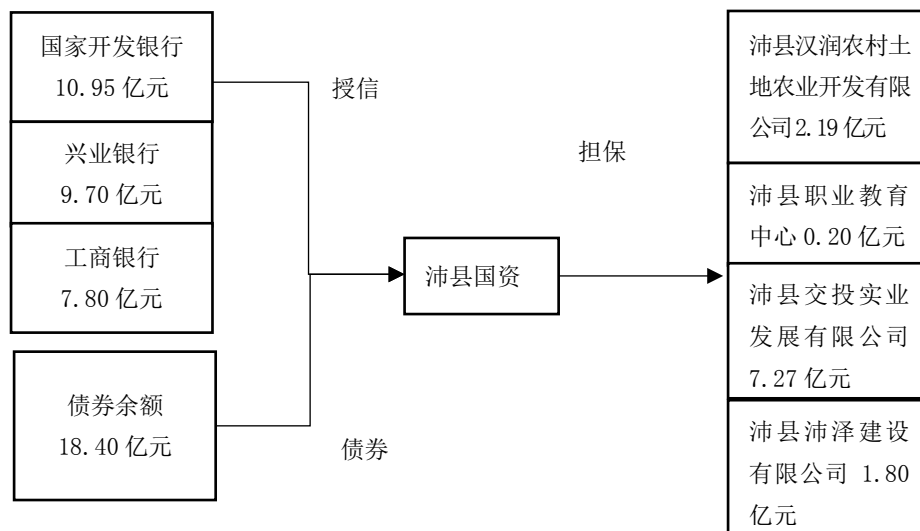 国家开发银行
10.95 亿元
兴业银行
9.70 亿元
工商银行
7.80 亿元
债券余额
18.40 亿元
授信
债券
沛县国资
担保
沛县汉润农村土
地农业开发有限
公司2.19 亿元
沛县职业教育
中心 0.20 亿元
沛县交投实业
发展有限公司
7.27 亿元
沛县沛泽建设
有限公司 1.80
亿元